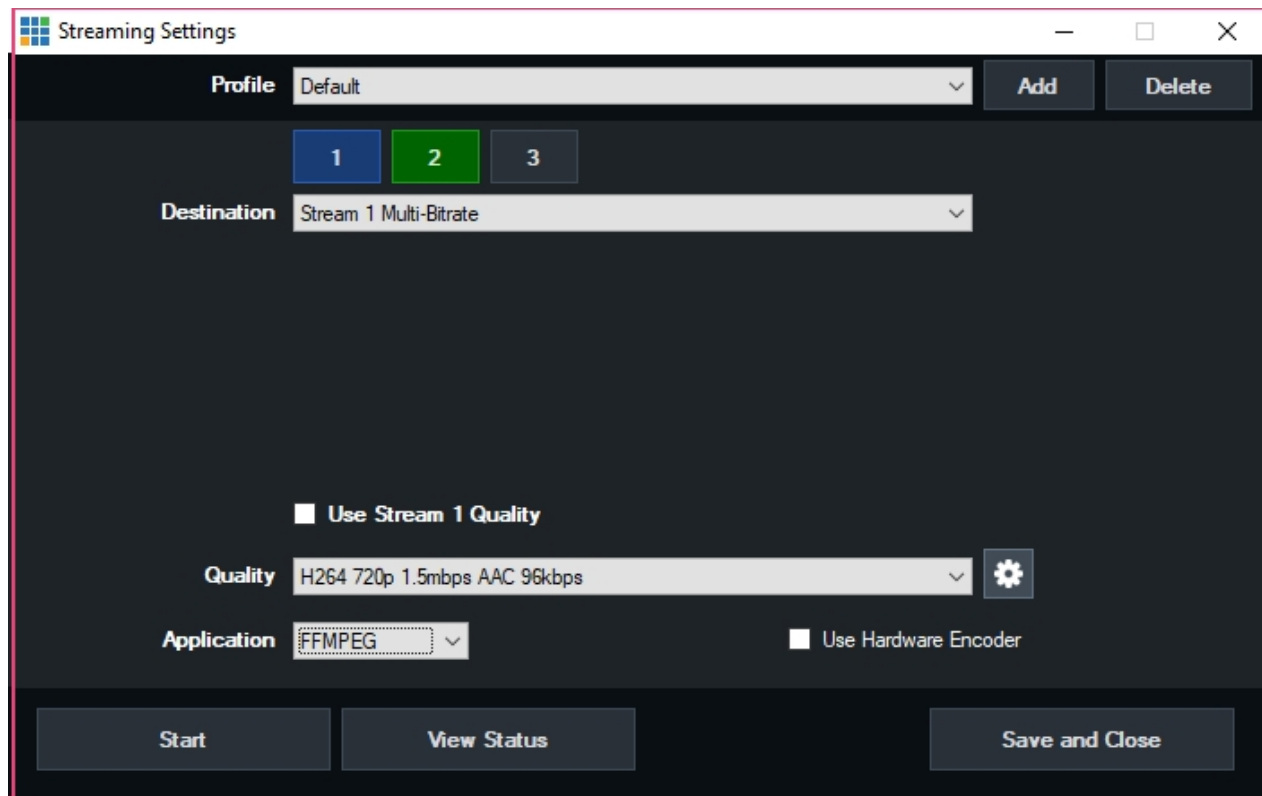 Streaming Settings
Profile Default Add Delete
1 2 3
Destination Stream 1 Multi-Bitrate
Use Stream 1 Quality
Quality H264 720p 1.5mbps AAC 96kbps
Application FFMPEG Use Hardware Encoder
Start View Status Save and Close